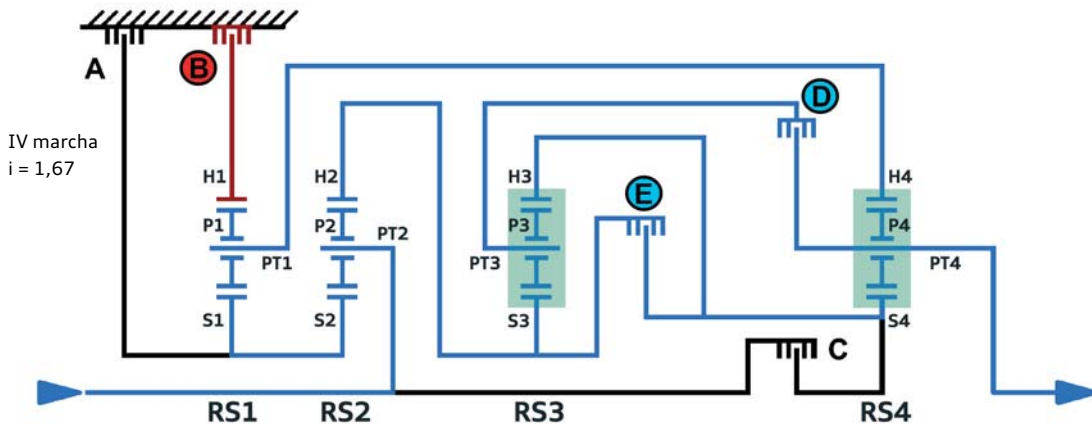 A
B
D
IV marcha
i = 1,67
H1
H2
H3
E
H4
P1
P2
PT2
P3
P4
PT1
PT3
PT4
S1
S2
S3
S4
C
RS1
RS2
RS3
RS4